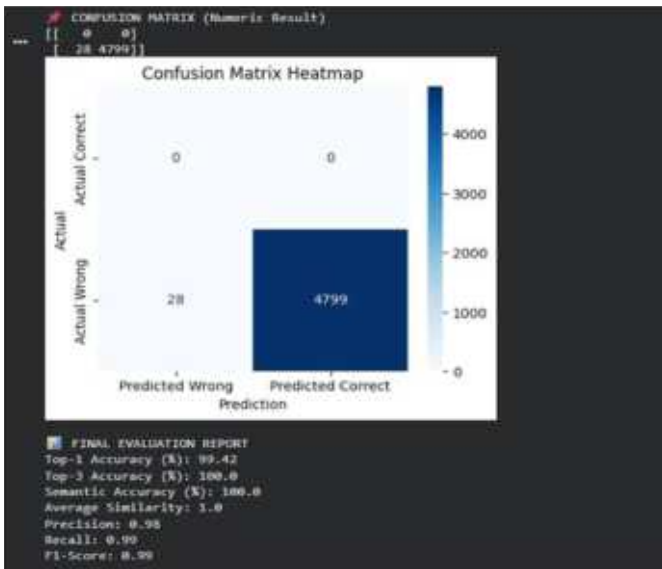 📌 CONFUSION MATRIX (Numeric Result)
[[ 0 0]
[ 28 4799]]
Confusion Matrix Heatmap
Actual Correct
0
0
Actual
Actual Wrong
28
4799
Predicted Wrong
Predicted Correct
Prediction
4000
3000
2000
1000
0
📊 FINAL EVALUATION REPORT
Top-1 Accuracy (%): 99.42
Top-3 Accuracy (%): 100.0
Semantic Accuracy (%): 100.0
Average Similarity: 1.0
Precision: 0.98
Recall: 0.99
F1-Score: 0.99